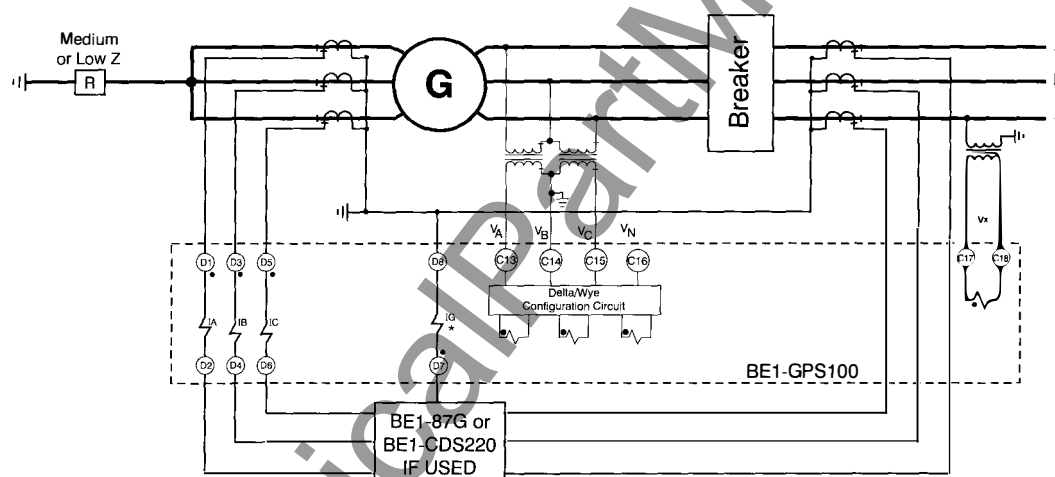 Medium
or Low Z
R
G
Breaker
VA
VB
VC
VN
Vx
D1
D3
D5
D8
C13
C14
C15
C16
C17
C18
Delta/Wye
Configuration Circuit
IA
IB
IC
IG
*
D2
D4
D6
D7
BE1-GPS100
BE1-87G or
BE1-CDS220
IF USED